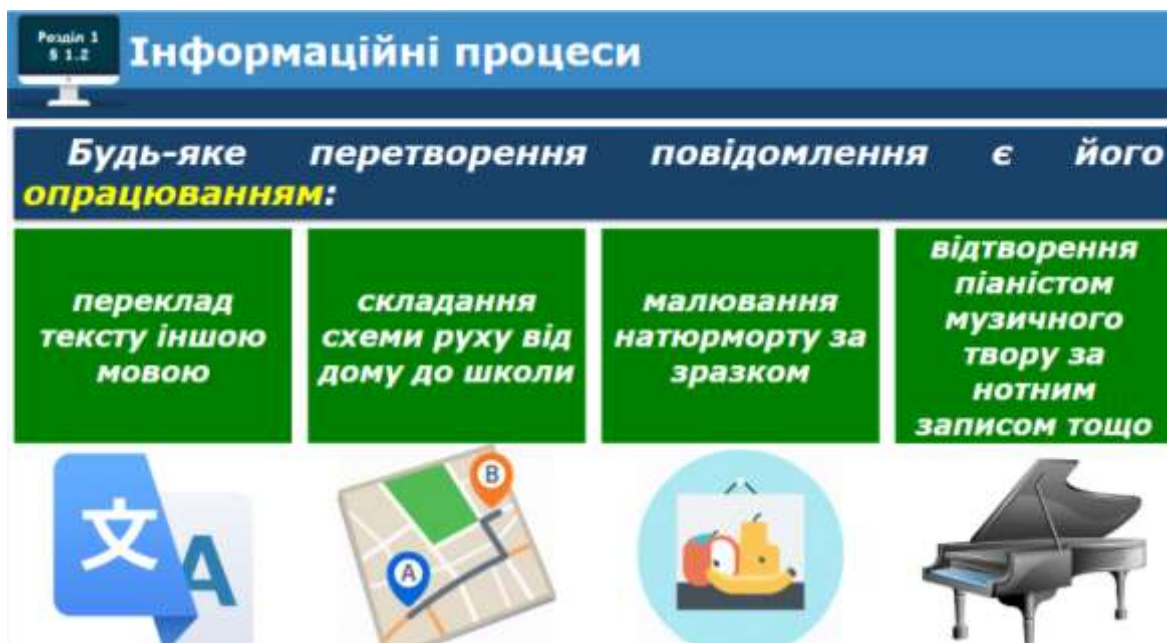 Розділ 1
§ 1.2
Інформаційні процеси
Будь-яке перетворення повідомлення є його
опрацюванням:
переклад
тексту іншою
мовою
складання
схеми руху від
дому до школи
малювання
натюрморту за
зразком
відтворення
піаністом
музичного
твору за
нотним
записом тощо
文
A
A
B